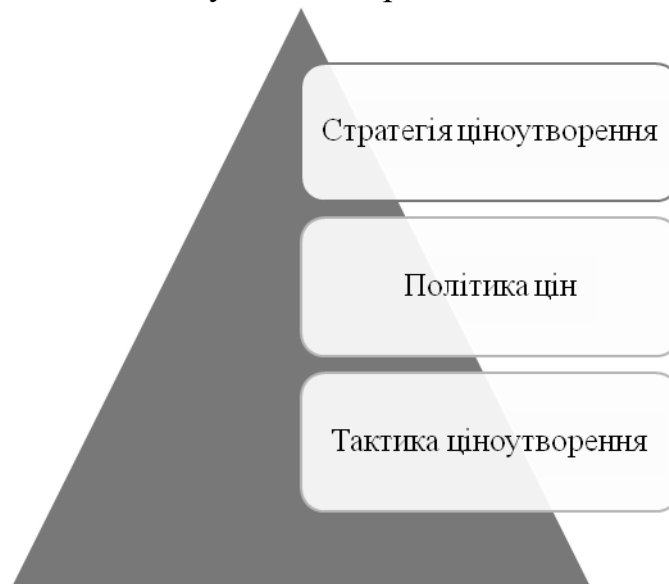 Стратегія ціноутворення
Політика цін
Тактика ціноутворення